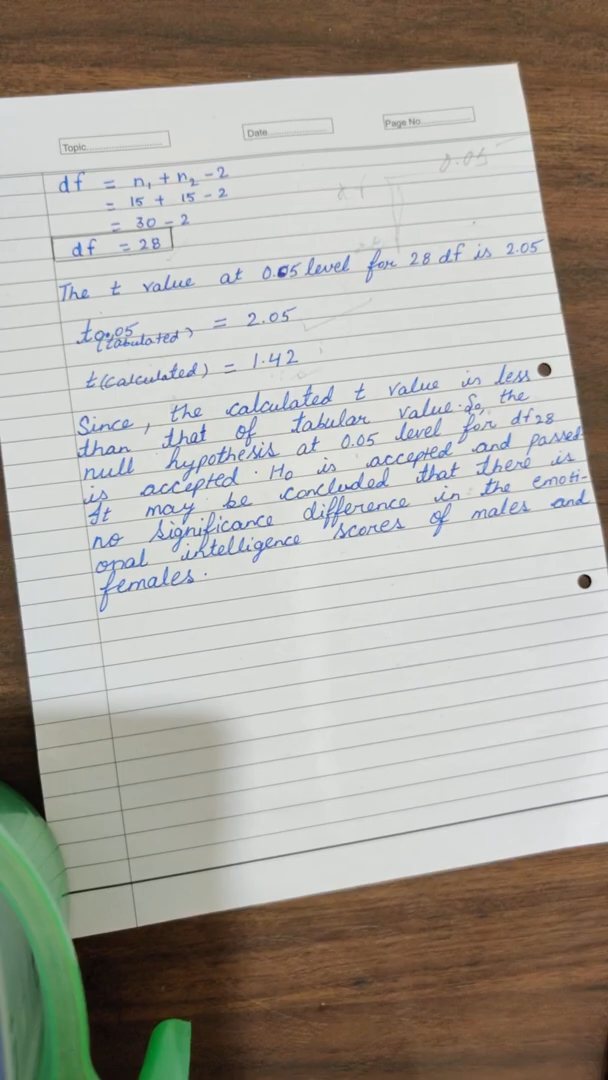 Topic
Date
Page No.
0.05
df = n₁ + n₂ - 2
= 15 + 15 - 2
= 30 - 2
df = 28
The t value at 0.05 level for 28 df is 2.05
t0.05 (tabulated) = 2.05
t (calculated) = 1.42
Since, the calculated t value is less
than that of tabular value. So, the
null hypothesis at 0.05 level for df 28
is accepted. H₀ is accepted and passed
It may be concluded that there is
no significance difference in the emoti-
onal intelligence scores of males and
females.